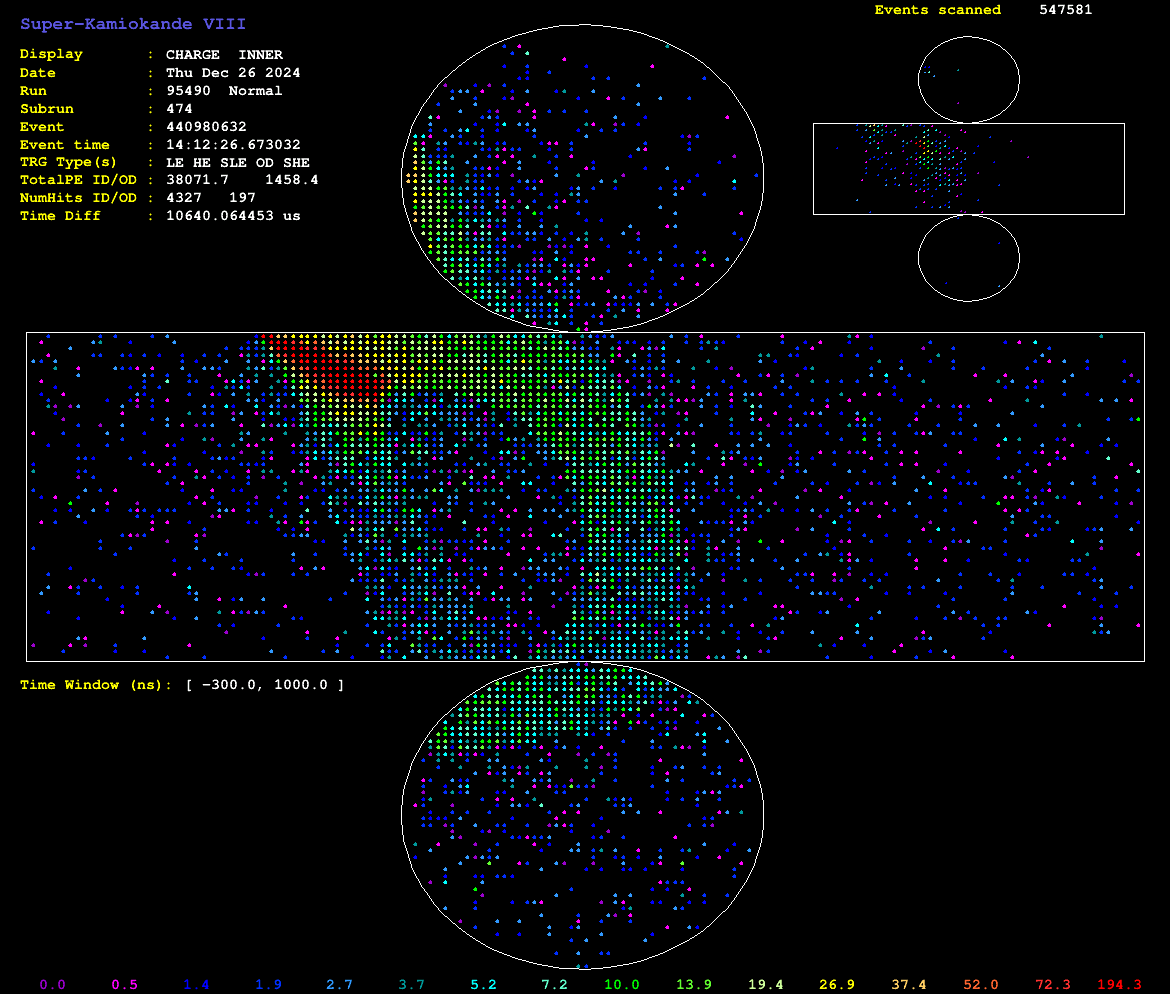 Super-Kamiokande VIII
Events scanned 547581
Display : CHARGE INNER
Date : Thu Dec 26 2024
Run : 95490 Normal
Subrun : 474
Event : 440980632
Event time : 14:12:26.673032
TRG Type(s) : LE HE SLE OD SHE
TotalPE ID/OD : 38071.7 1458.4
NumHits ID/OD : 4327 197
Time Diff : 10640.064453 us
Time Window (ns): [ -300.0, 1000.0 ]
0.0 0.5 1.4 1.9 2.7 3.7 5.2 7.2 10.0 13.9 19.4 26.9 37.4 52.0 72.3 194.3